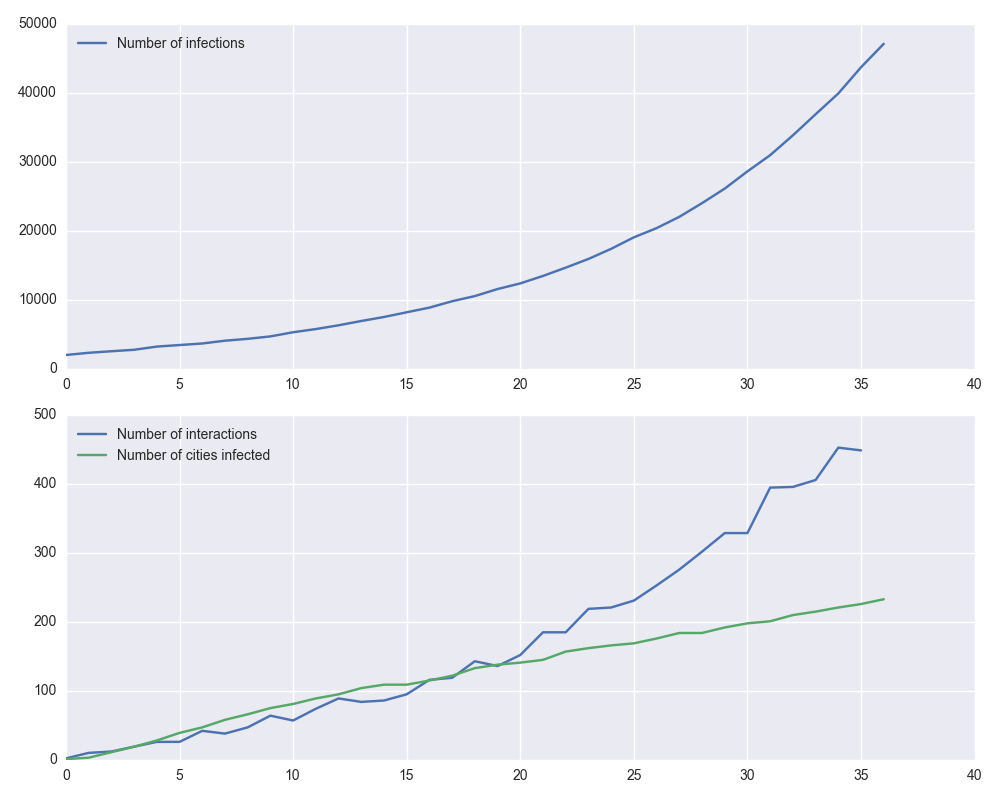 50000
Number of infections
40000
30000
20000
10000
0
0 5 10 15 20 25 30 35 40
500
Number of interactions
Number of cities infected
400
300
200
100
0
0 5 10 15 20 25 30 35 40